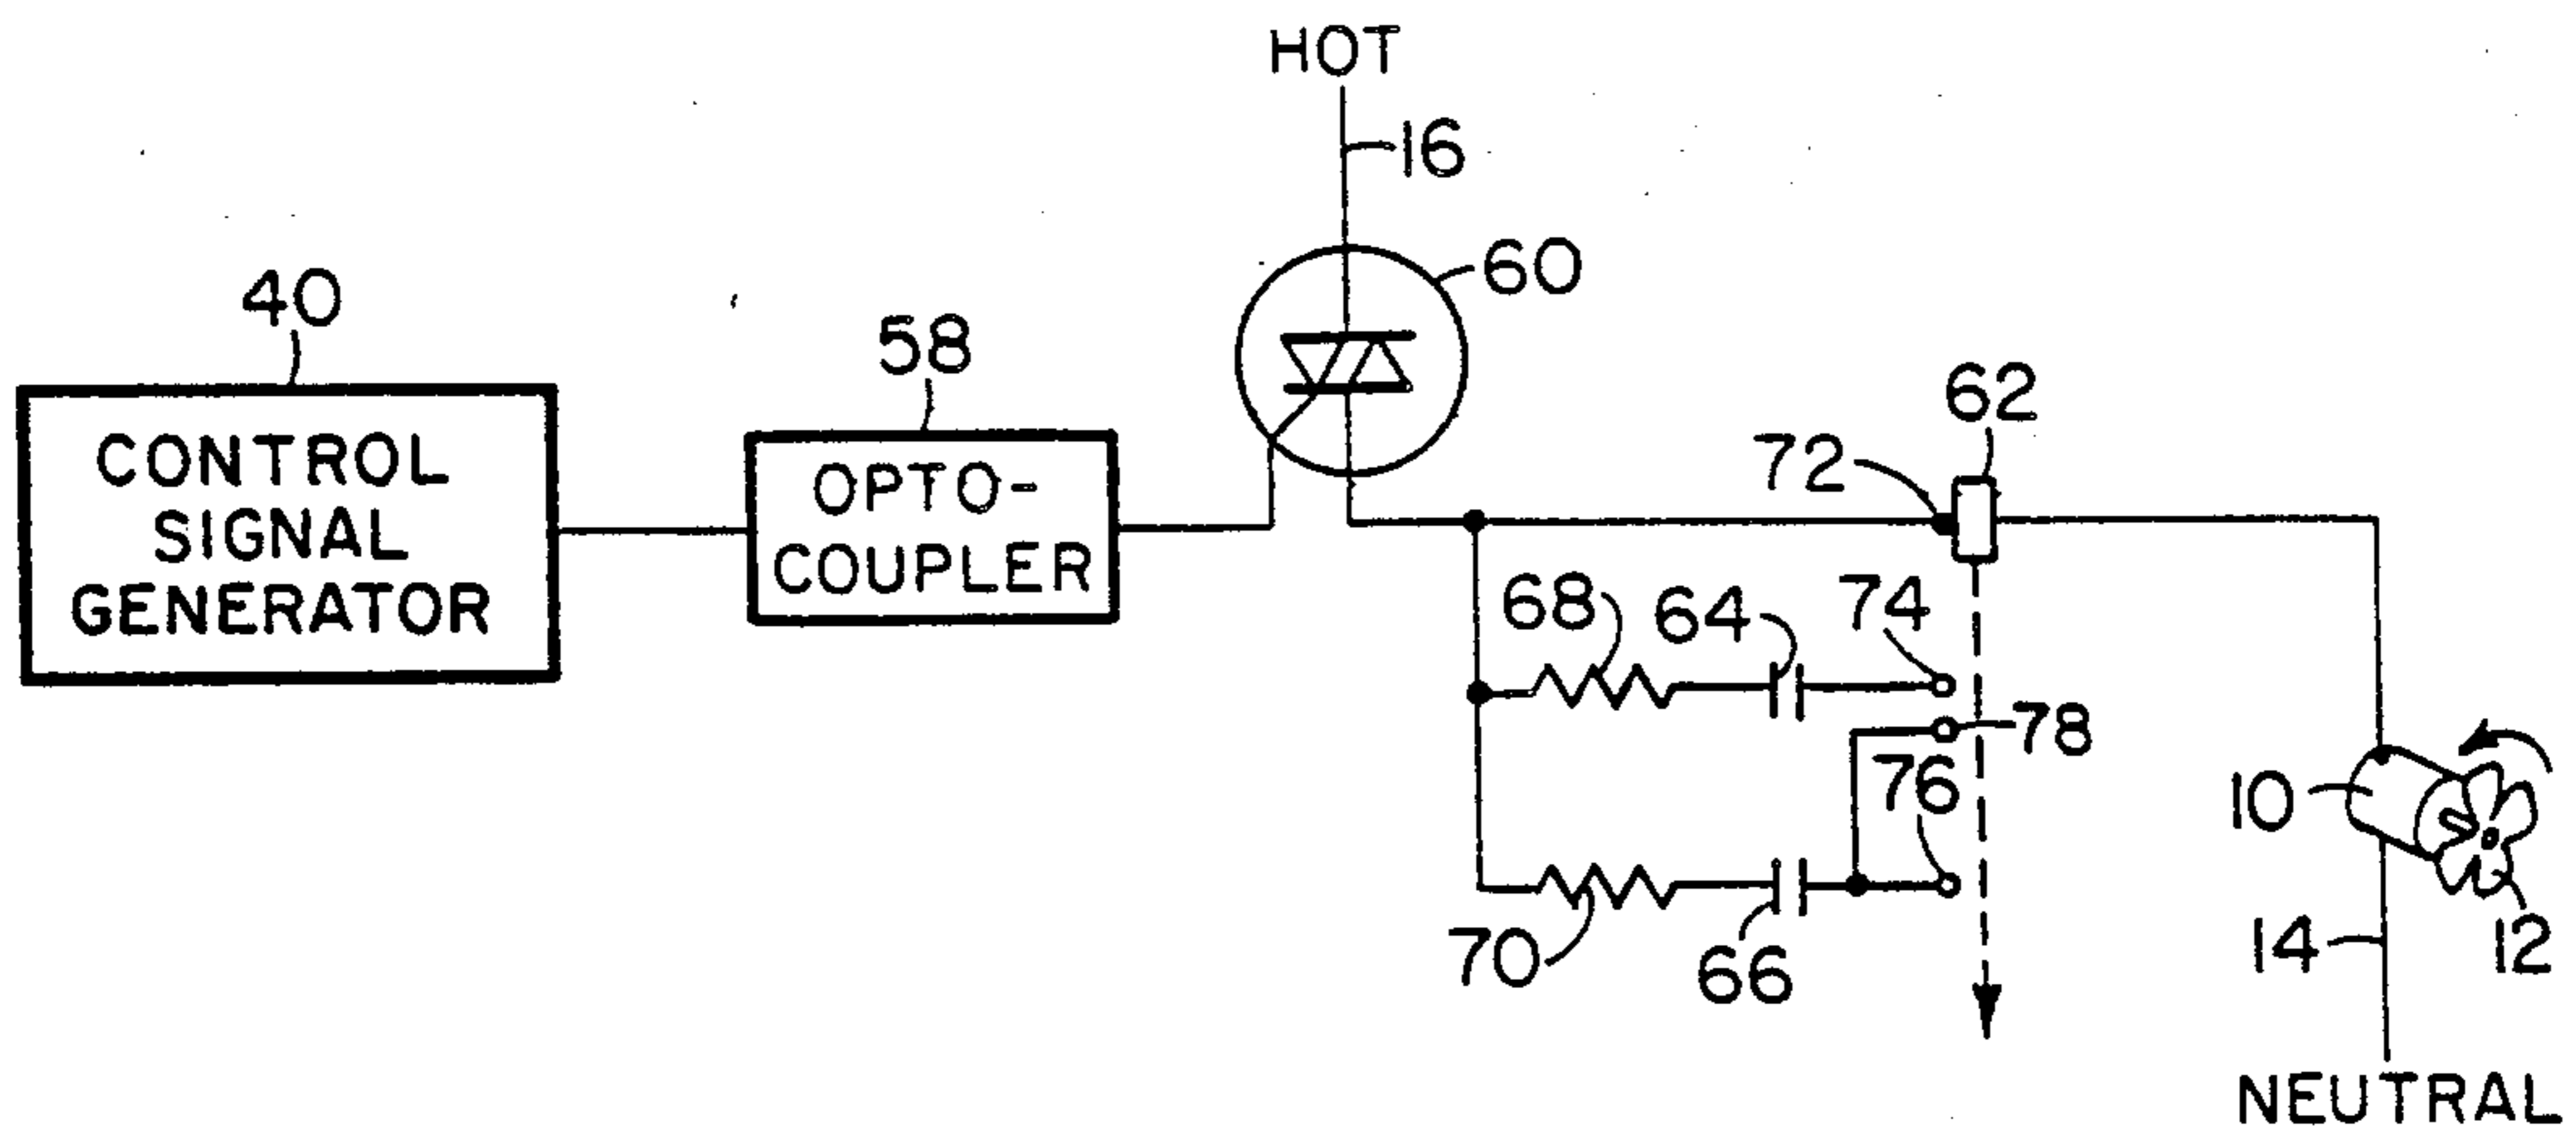 HOT
16
60
40
58
CONTROL
SIGNAL
GENERATOR
OPTO-
COUPLER
62
72
68
64
74
78
76
70
66
10
12
14
NEUTRAL